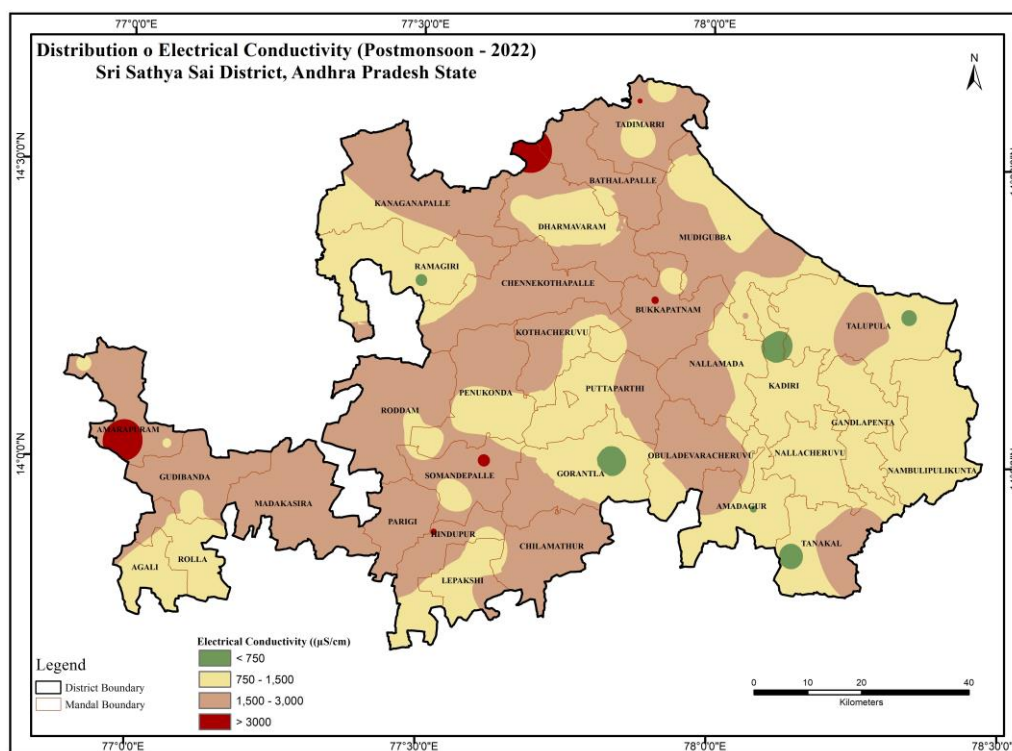 77°0'0"E
77°30'0"E
78°0'0"E
Distribution o Electrical Conductivity (Postmonsoon - 2022)
Sri Sathya Sai District, Andhra Pradesh State
N
14°30'0"N
TADIMARRI
BATHALAPALLE
KANAGANAPALLE
DHARMAVARAM
MUDIGUBBA
RAMAGIRI
CHENNEKOTHAPALLE
BUKKAPATNAM
KOTHACHERUVU
TALUPULA
NALLAMADA
PUTTAPARTHI
KADIRI
PENUKONDA
RODDAM
GANDLAPENTA
AMARAPURAM
14°0'0"N
OBULADEVARACHERUVU
NALLACHERUVU
GUDIBANDA
SOMANDEPALLE
GORANTLA
NAMBULIPULIKUNTA
MADAKASIRA
AMADAGUR
PARIGI
HINDUPUR
CHILAMATHUR
TANAKAL
AGALI
ROLLA
LEPAKSHI
Electrical Conductivity ((µS/cm)
< 750
750 - 1,500
1,500 - 3,000
> 3000
Legend
District Boundary
Mandal Boundary
0 10 20 40
Kilometers
77°0'0"E
77°30'0"E
78°0'0"E
78°30'0"E